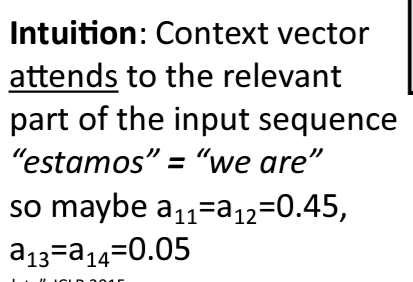 Intuition: Context vector
attends to the relevant
part of the input sequence
“estamos” = “we are”
so maybe a₁₁=a₁₂=0.45,
a₁₃=a₁₄=0.05